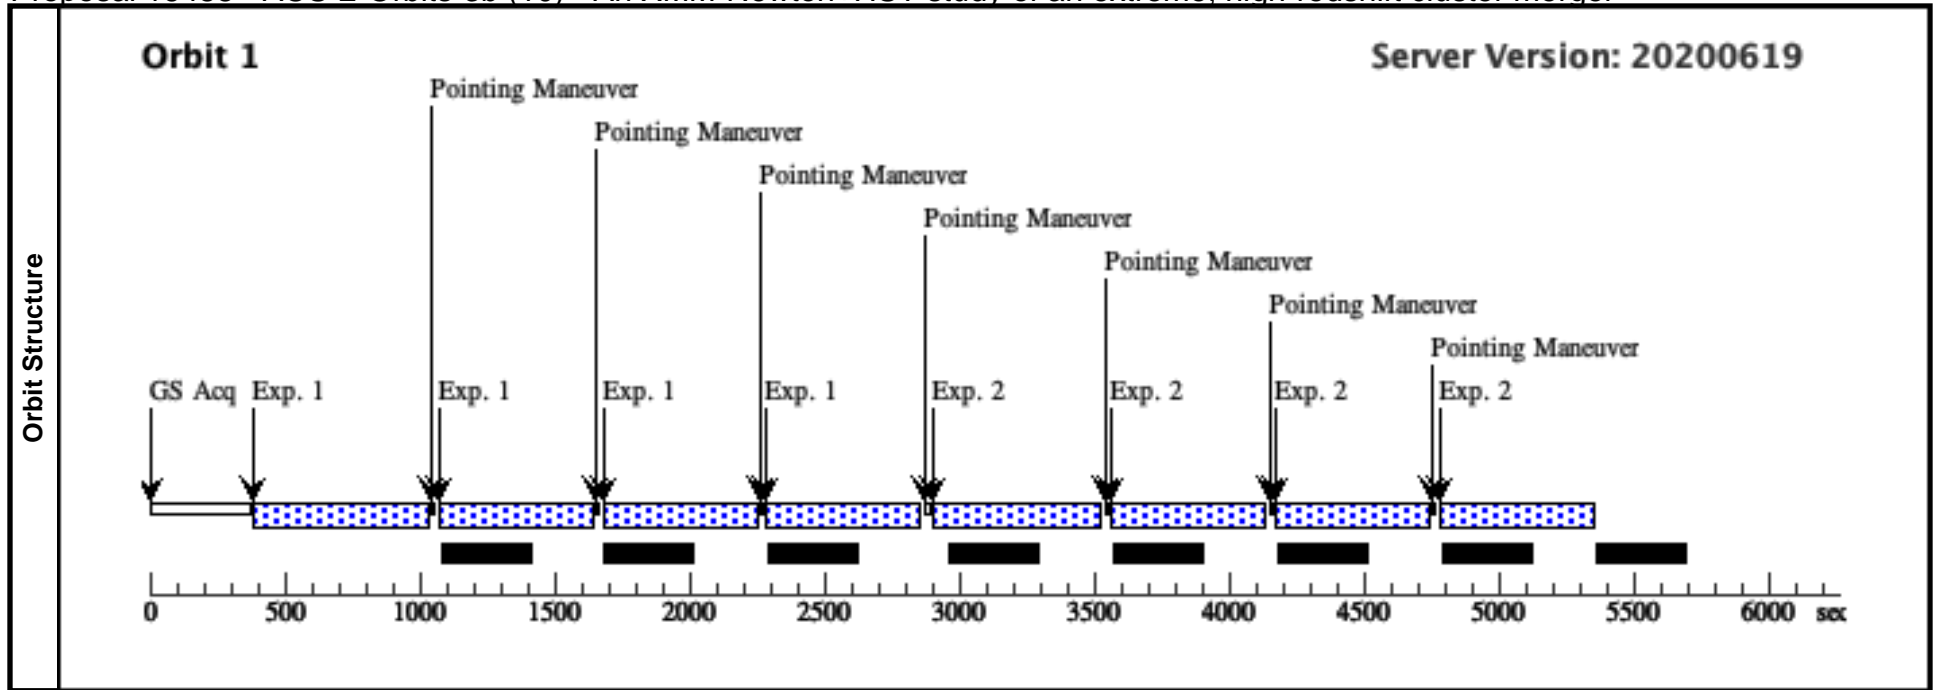 Orbit Structure
Orbit 1
Server Version: 20200619
Pointing Maneuver
Pointing Maneuver
Pointing Maneuver
Pointing Maneuver
Pointing Maneuver
Pointing Maneuver
Pointing Maneuver
GS Acq Exp. 1 Exp. 1 Exp. 1 Exp. 1 Exp. 2 Exp. 2 Exp. 2 Exp. 2
0 500 1000 1500 2000 2500 3000 3500 4000 4500 5000 5500 6000 sec